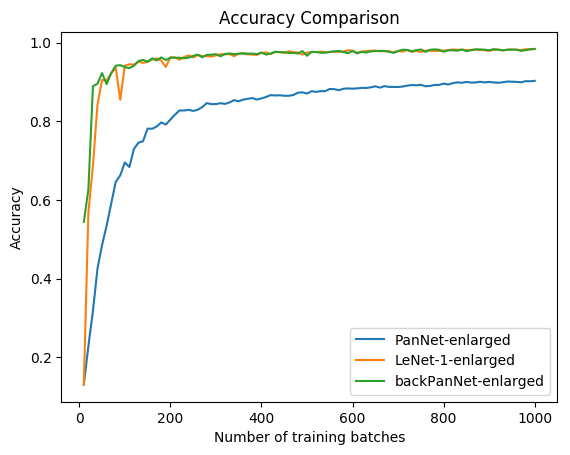 Accuracy Comparison
Accuracy
1.0
0.8
0.6
0.4
0.2
0
200
400
600
800
1000
Number of training batches
PanNet-enlarged
LeNet-1-enlarged
backPanNet-enlarged